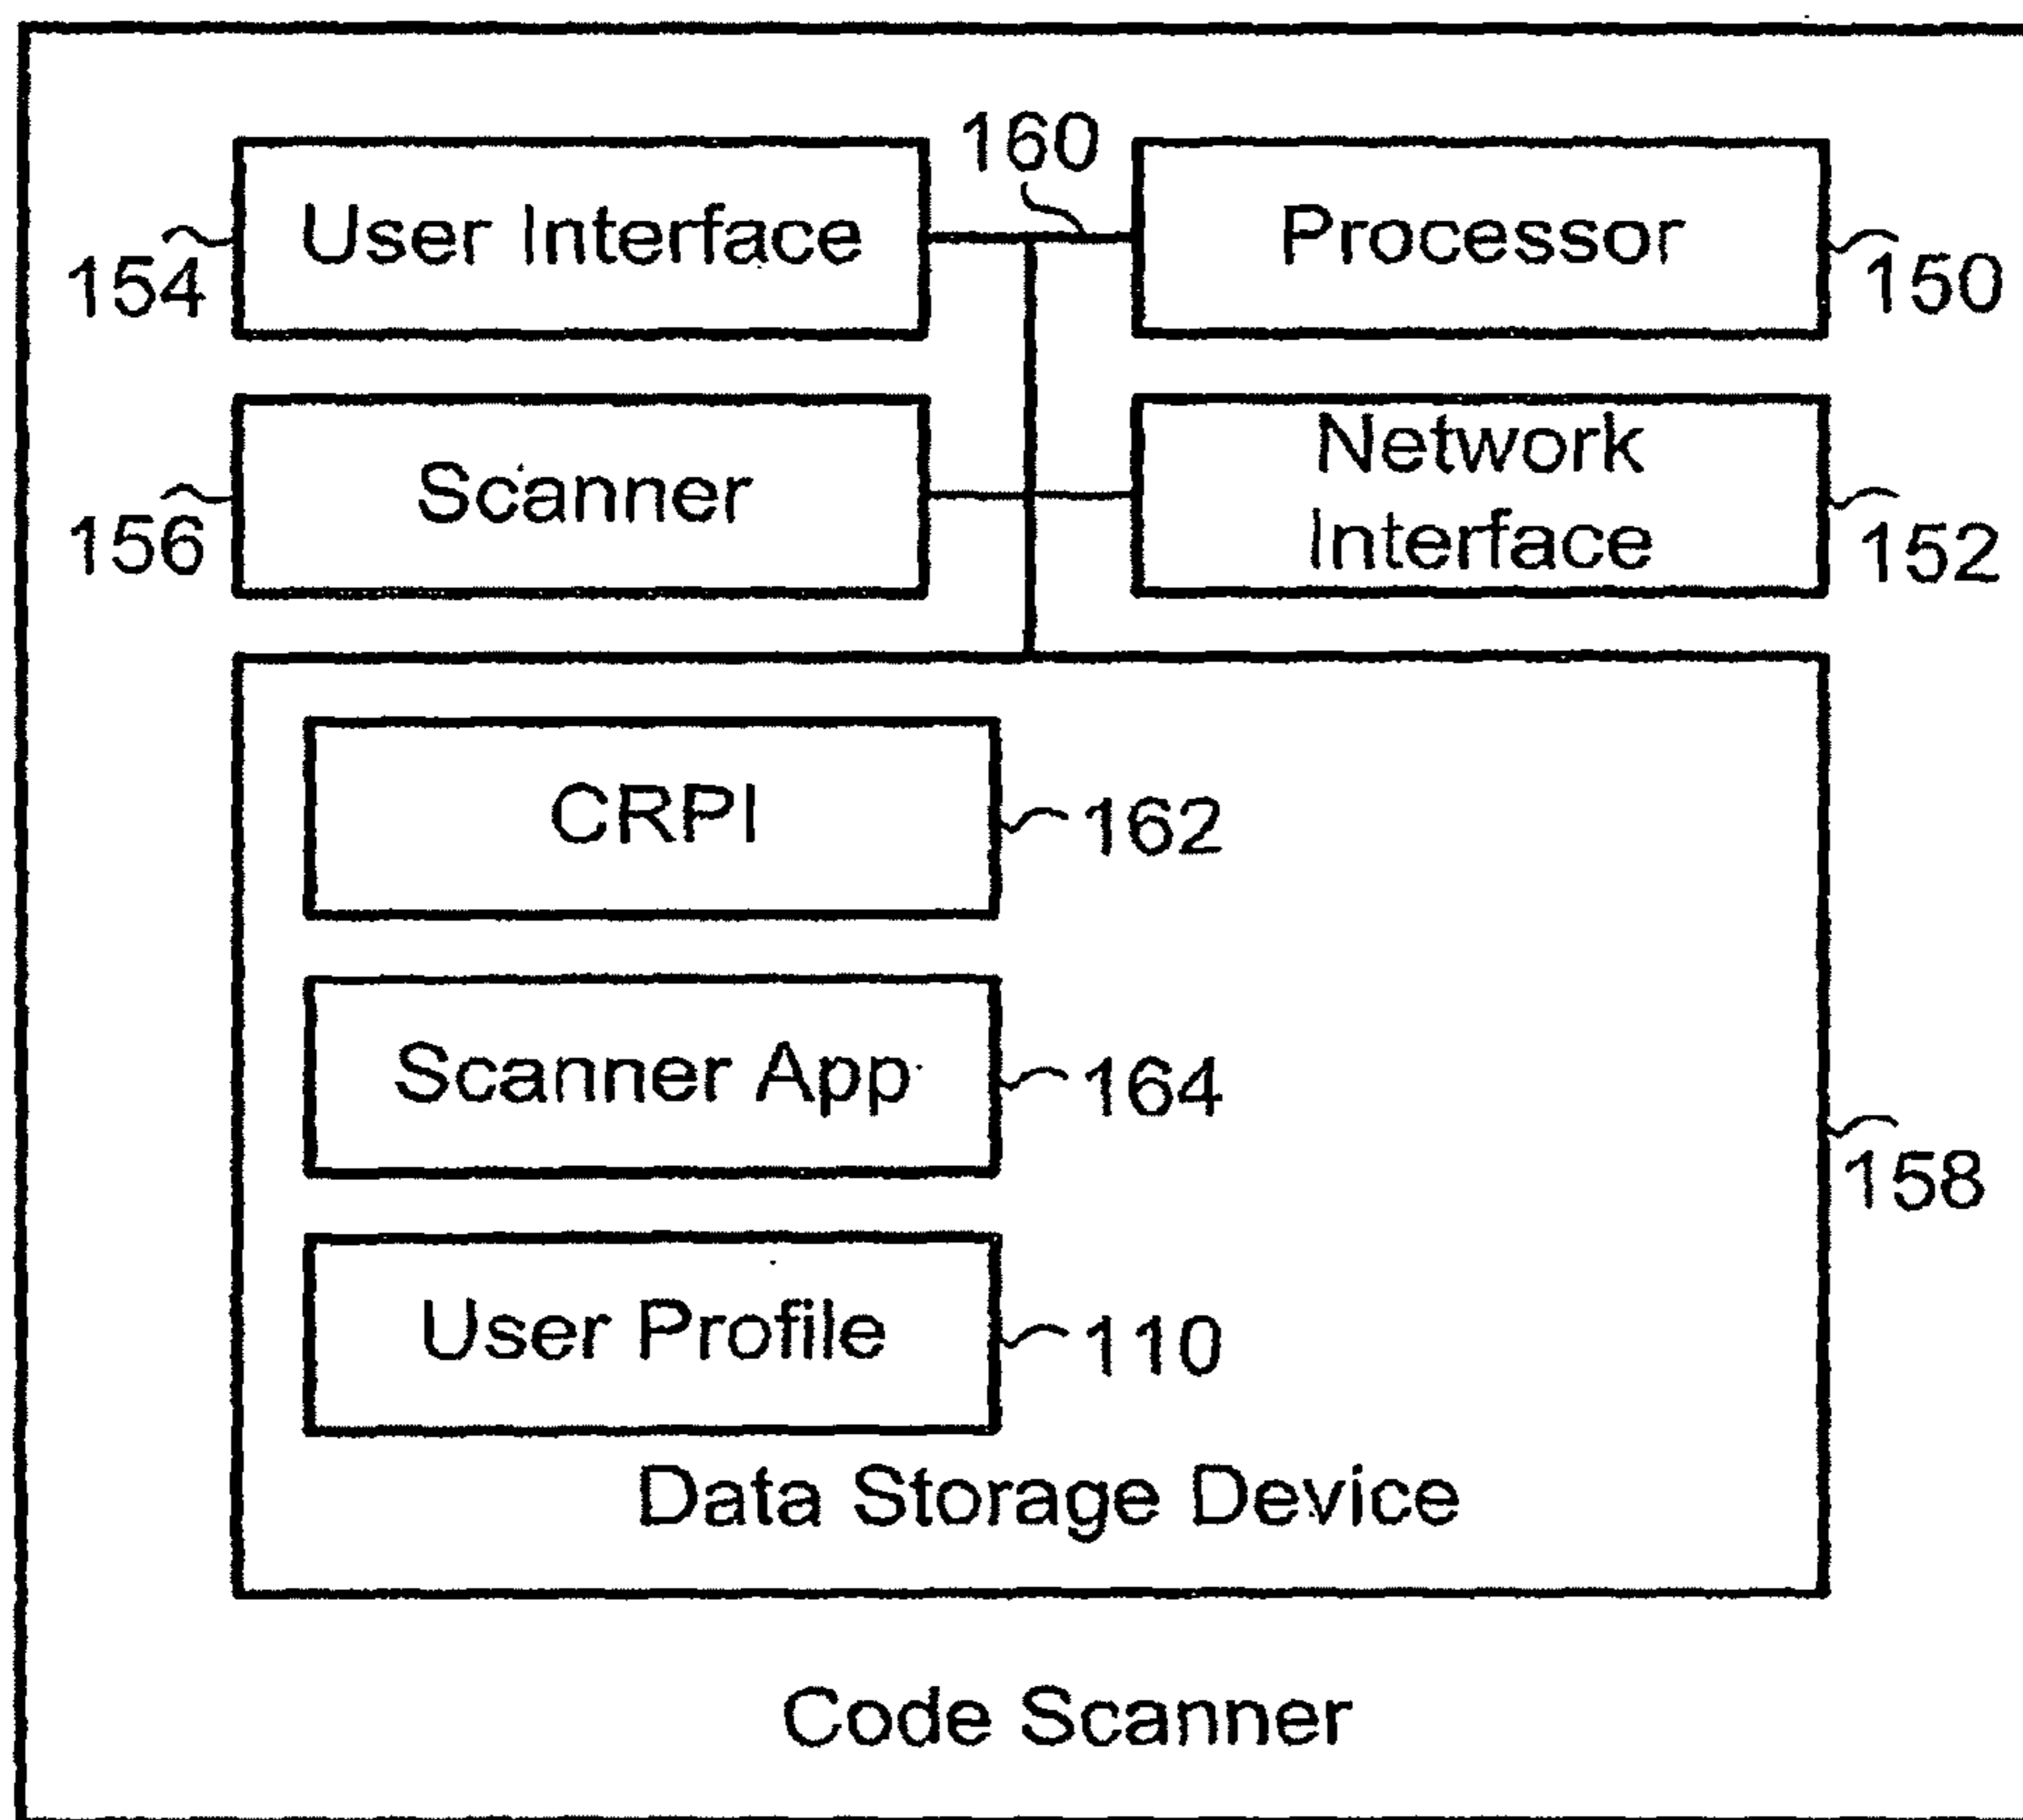 160
User Interface
Processor
154
150
Scanner
Network
Interface
156
152
CRPI
162
Scanner App
164
158
User Profile
110
Data Storage Device
Code Scanner